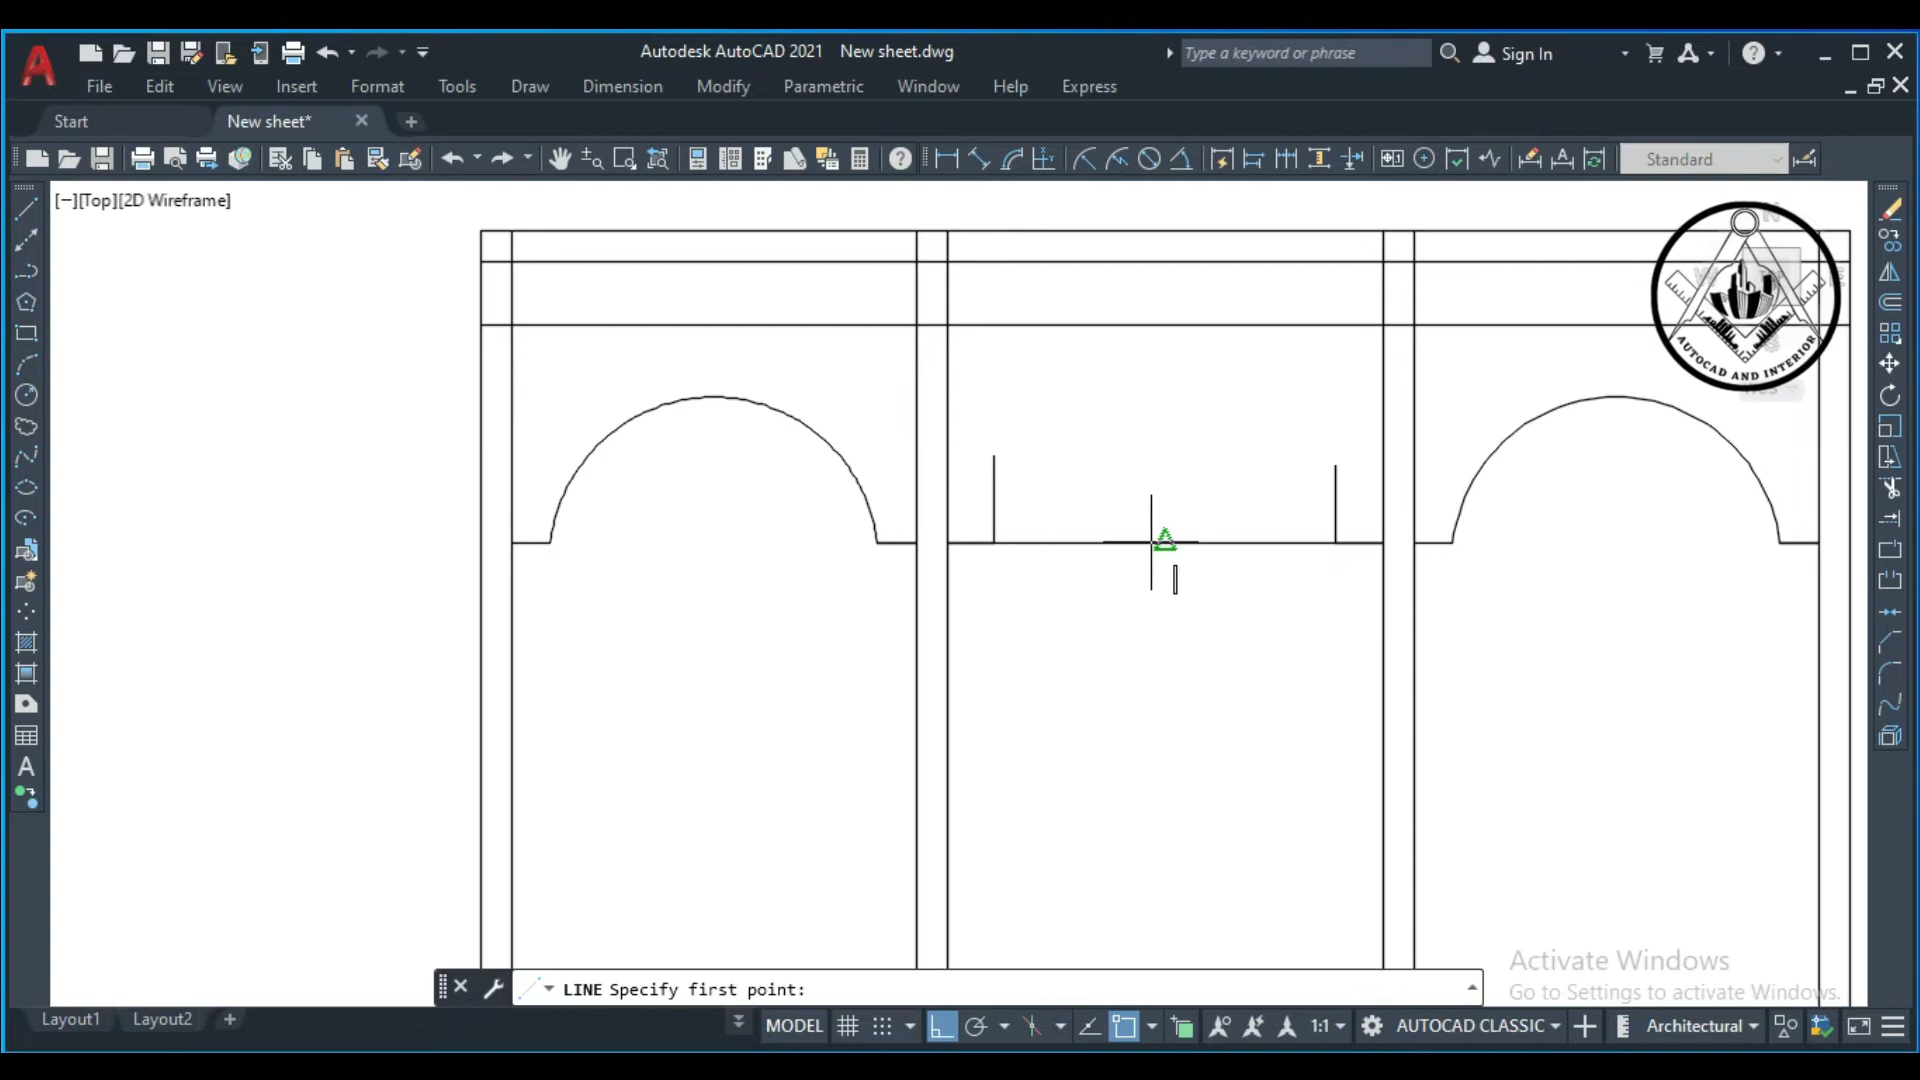 Autodesk AutoCAD 2021 New sheet.dwg
Type a keyword or phrase
Sign In
File Edit View Insert Format Tools Draw Dimension Modify Parametric Window Help Express
Start New sheet*
Standard
[−][Top][2D Wireframe]
AUTOCAD AND INTERIOR
Activate Windows
Go to Settings to activate Windows.
LINE Specify first point:
Layout1 Layout2 MODEL 1:1 AUTOCAD CLASSIC Architectural